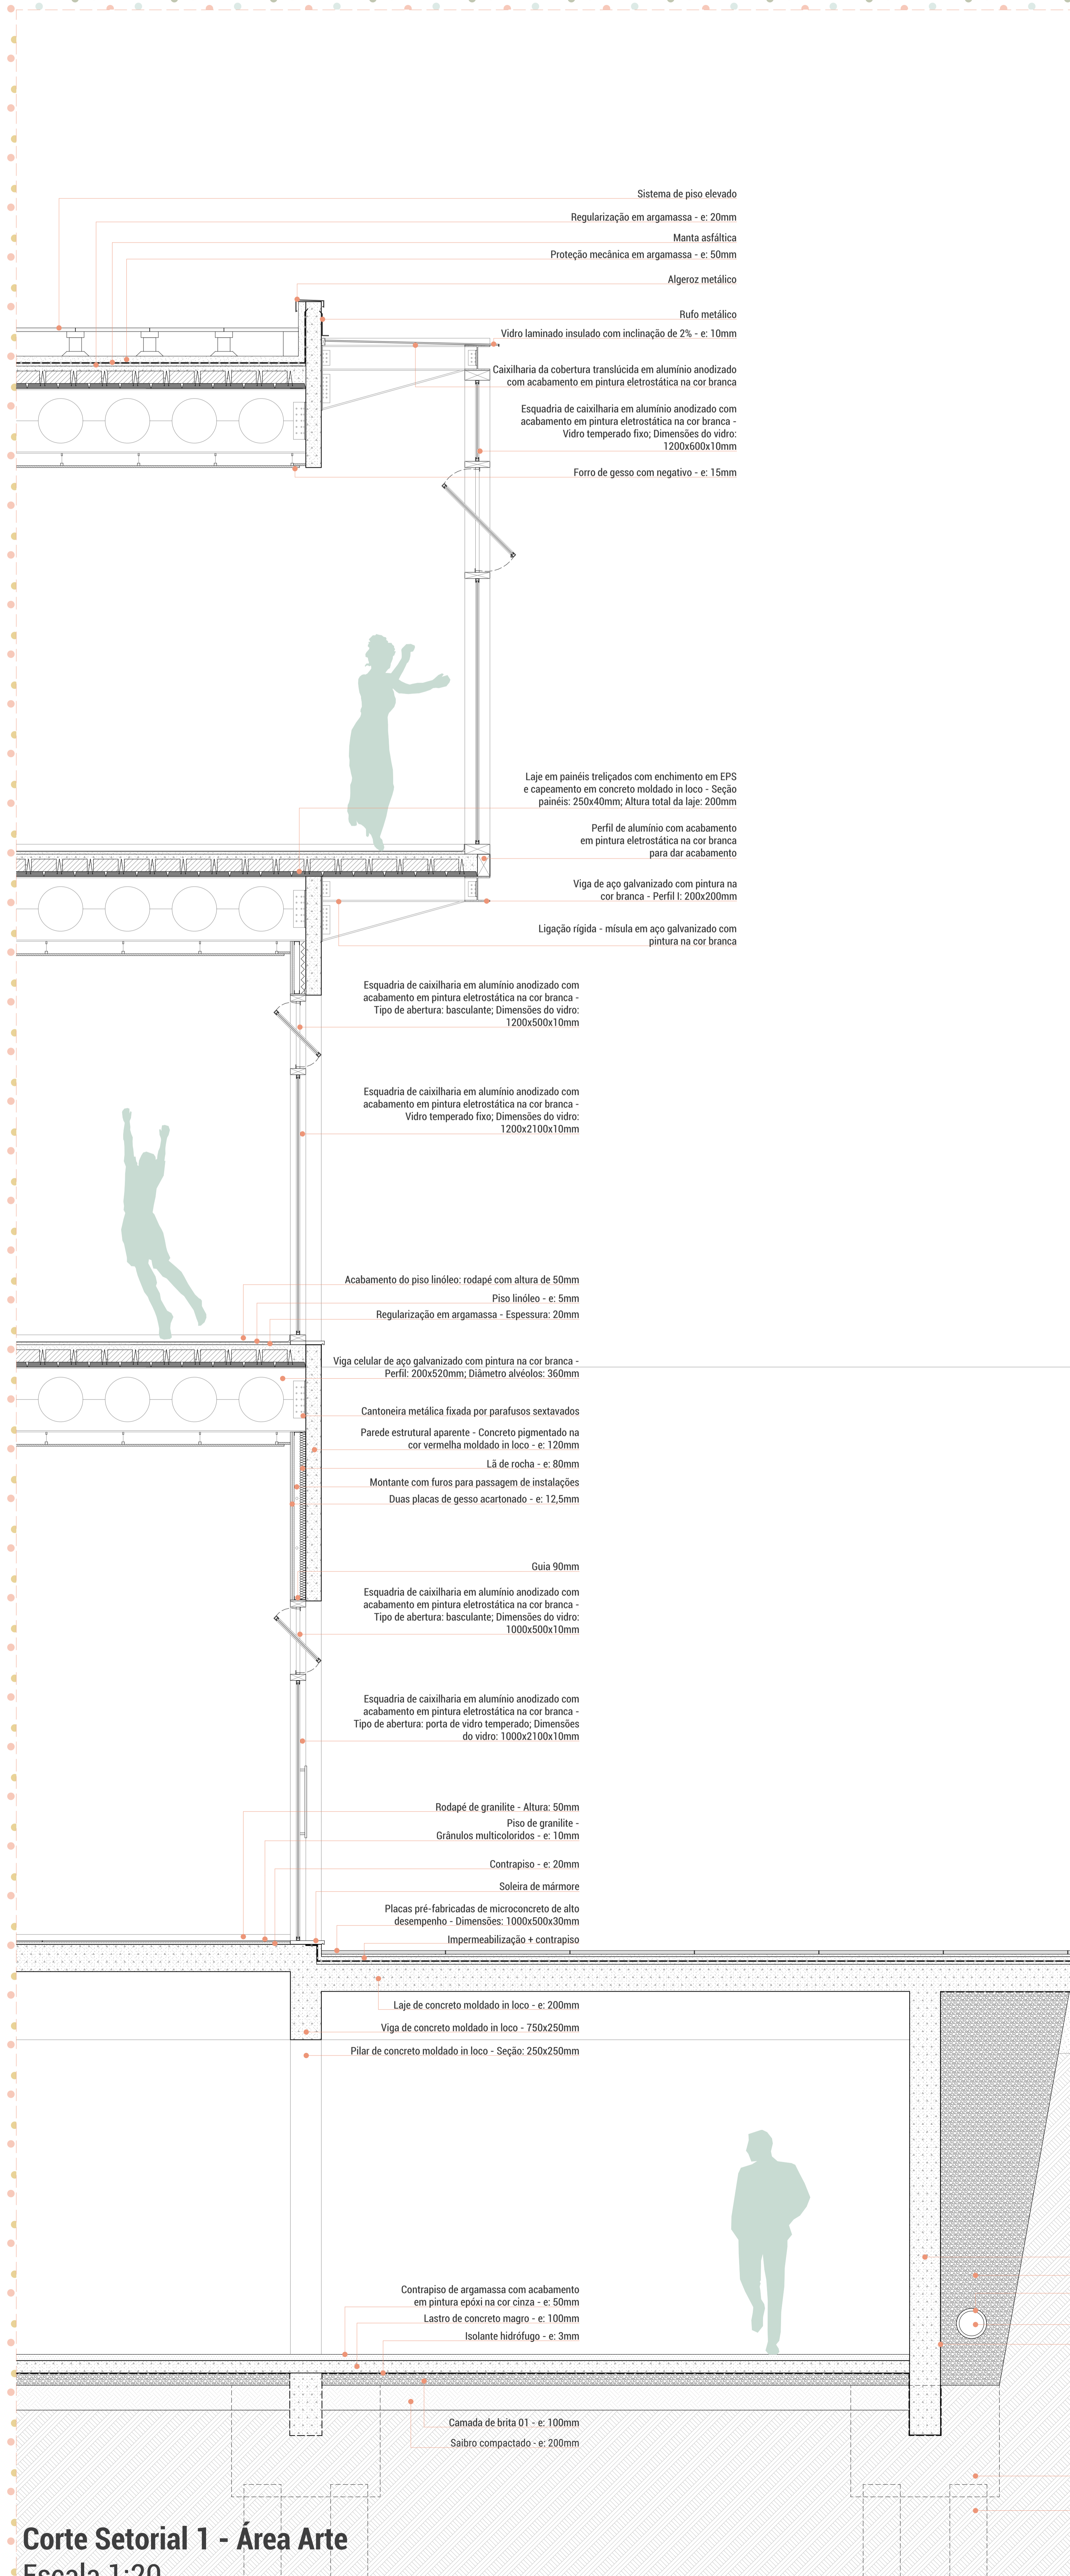 Sistema de piso elevado
Regularização em argamassa - e: 20mm
Manta asfáltica
Proteção mecânica em argamassa - e: 50mm
Algeroz metálico
Rufo metálico
Vidro laminado insulado com inclinação de 2% - e: 10mm
Caixilharia da cobertura translúcida em alumínio anodizado
com acabamento em pintura eletrostática na cor branca
Esquadria de caixilharia em alumínio anodizado com
acabamento em pintura eletrostática na cor branca -
Vidro temperado fixo; Dimensões do vidro:
1200x600x10mm
Forro de gesso com negativo - e: 15mm
Laje em painéis treliçados com enchimento em EPS
e capeamento em concreto moldado in loco - Seção
painéis: 250x40mm; Altura total da laje: 200mm
Perfil de alumínio com acabamento
em pintura eletrostática na cor branca
para dar acabamento
Viga de aço galvanizado com pintura na
cor branca - Perfil I: 200x200mm
Ligação rígida - mísula em aço galvanizado com
pintura na cor branca
Esquadria de caixilharia em alumínio anodizado com
acabamento em pintura eletrostática na cor branca -
Tipo de abertura: basculante; Dimensões do vidro:
1200x500x10mm
Esquadria de caixilharia em alumínio anodizado com
acabamento em pintura eletrostática na cor branca -
Vidro temperado fixo; Dimensões do vidro:
1200x2100x10mm
Acabamento do piso linóleo: rodapé com altura de 50mm
Piso linóleo - e: 5mm
Regularização em argamassa - Espessura: 20mm
Viga celular de aço galvanizado com pintura na cor branca -
Perfil: 200x520mm; Diâmetro alvéolos: 360mm
Cantoneira metálica fixada por parafusos sextavados
Parede estrutural aparente - Concreto pigmentado na
cor vermelha moldado in loco - e: 120mm
Lã de rocha - e: 80mm
Montante com furos para passagem de instalações
Duas placas de gesso acartonado - e: 12,5mm
Guia 90mm
Esquadria de caixilharia em alumínio anodizado com
acabamento em pintura eletrostática na cor branca -
Tipo de abertura: basculante; Dimensões do vidro:
1000x500x10mm
Esquadria de caixilharia em alumínio anodizado com
acabamento em pintura eletrostática na cor branca -
Tipo de abertura: porta de vidro temperado; Dimensões
do vidro: 1000x2100x10mm
Rodapé de granilite - Altura: 50mm
Piso de granilite -
Grânulos multicoloridos - e: 10mm
Contrapiso - e: 20mm
Soleira de mármore
Placas pré-fabricadas de microconcreto de alto
desempenho - Dimensões: 1000x500x30mm
Impermeabilização + contrapiso
Laje de concreto moldado in loco - e: 200mm
Viga de concreto moldado in loco - 750x250mm
Pilar de concreto moldado in loco - Seção: 250x250mm
Contrapiso de argamassa com acabamento
em pintura epóxi na cor cinza - e: 50mm
Lastro de concreto magro - e: 100mm
Isolante hidrófugo - e: 3mm
Camada de brita 01 - e: 100mm
Saibro compactado - e: 200mm
Corte Setorial 1 - Área Arte
Escala 1:20